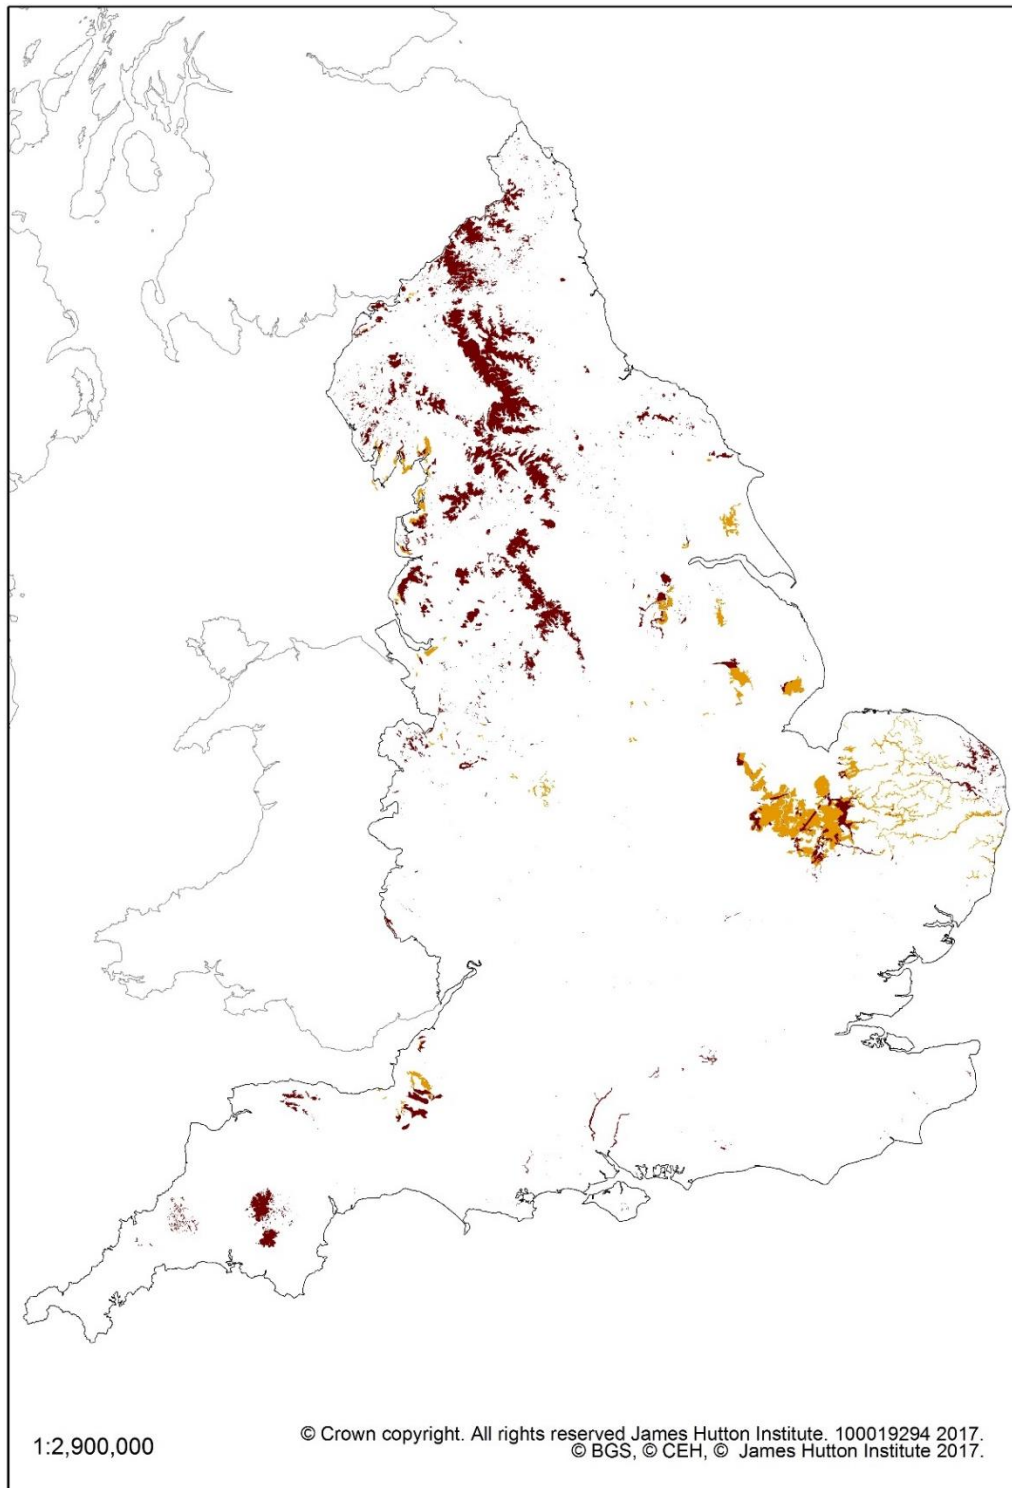 1:2,900,000
© Crown copyright. All rights reserved James Hutton Institute. 100019294 2017.
© BGS, © CEH, © James Hutton Institute 2017.